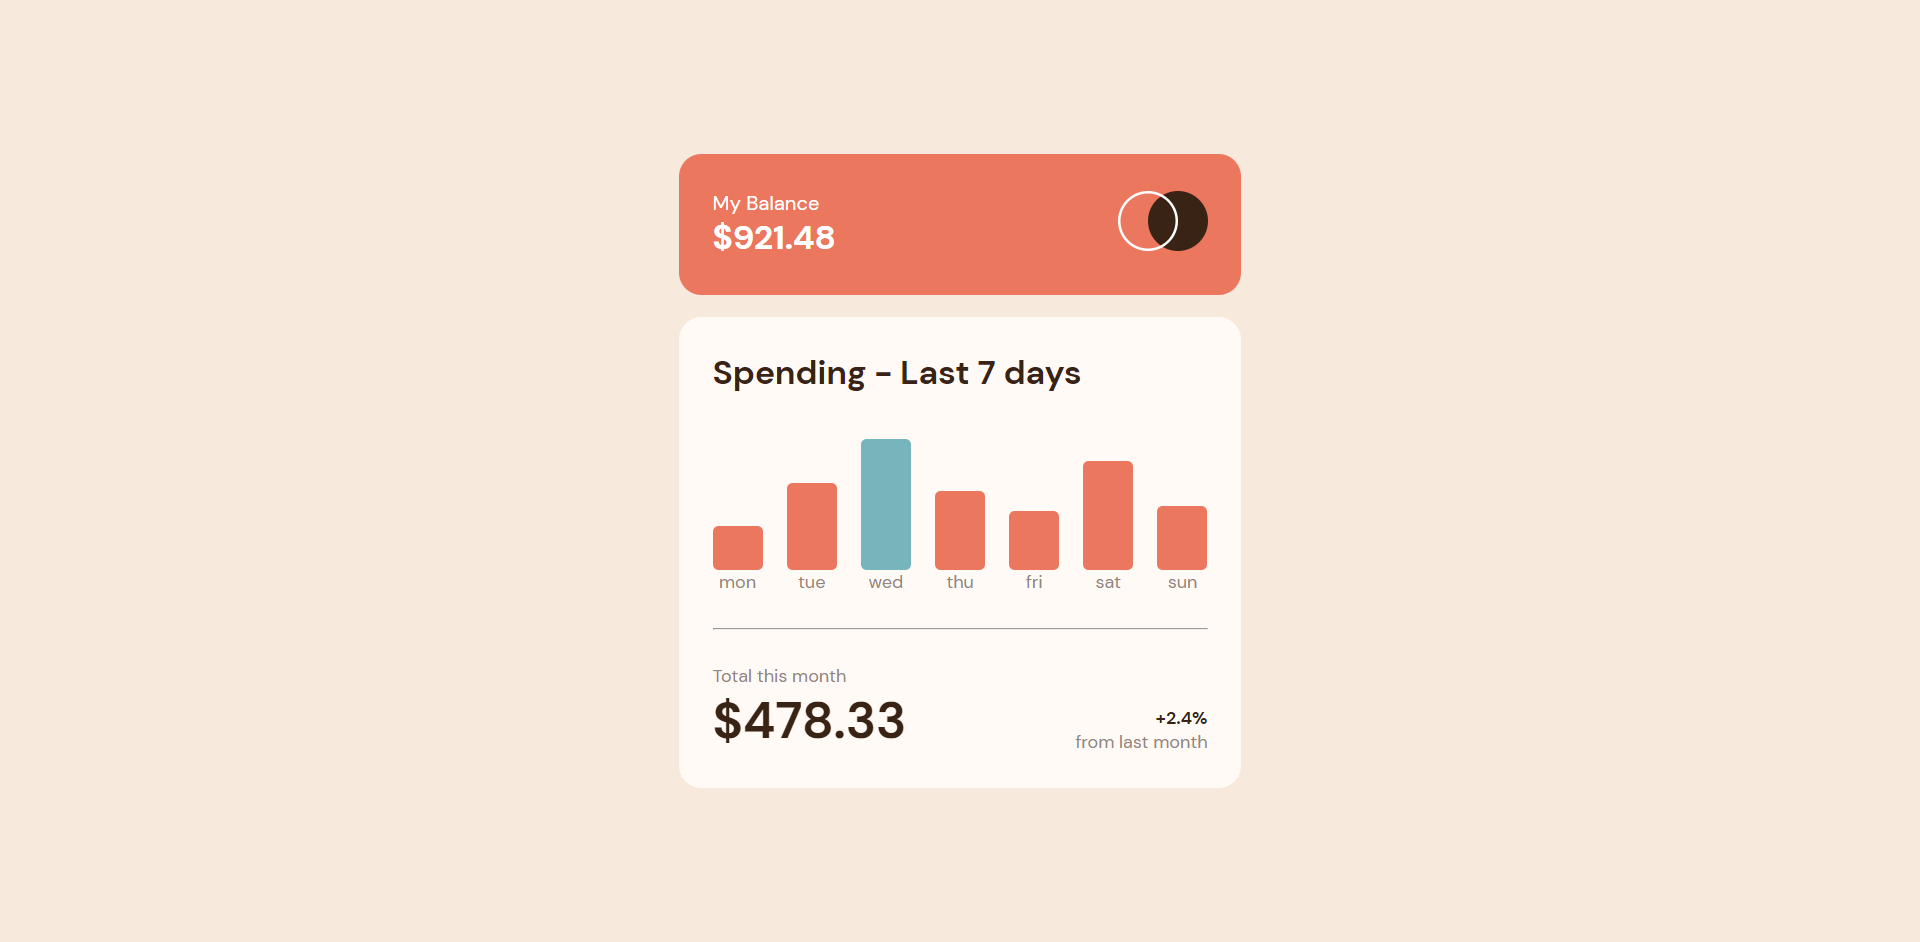 My Balance
$921.48
Spending - Last 7 days
mon tue wed thu fri sat sun
Total this month
$478.33
+2.4%
from last month